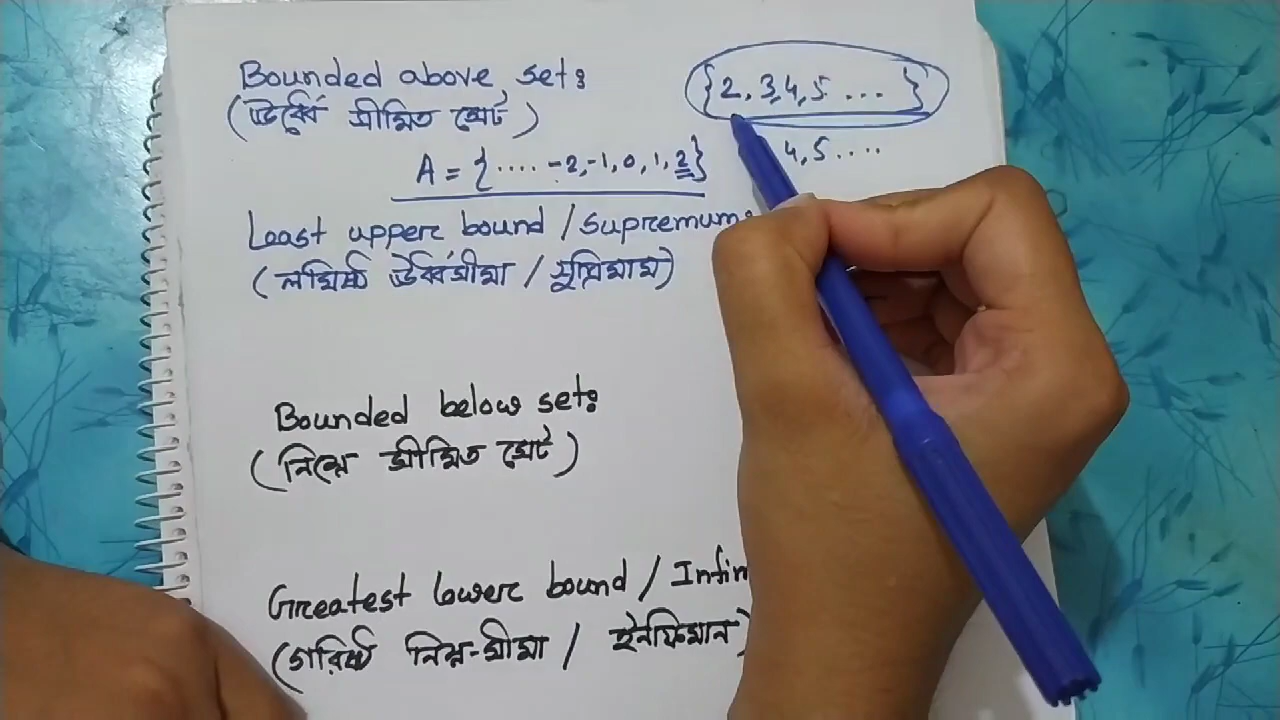 Bounded above set:
{2, 3, 4, 5 ... }
(ঊর্ধ্বে সীমিত সেট)
4, 5 ....
A = {.... -2, -1, 0, 1, 2}
Least upper bound / Supremum:
(লঘিষ্ঠ ঊর্ধ্বসীমা / সুপ্রিমাম)
Bounded below set:
(নিম্নে সীমিত সেট)
Greatest lower bound / Infim
(গরিষ্ঠ নিম্ন-সীমা / ইনফিমান)